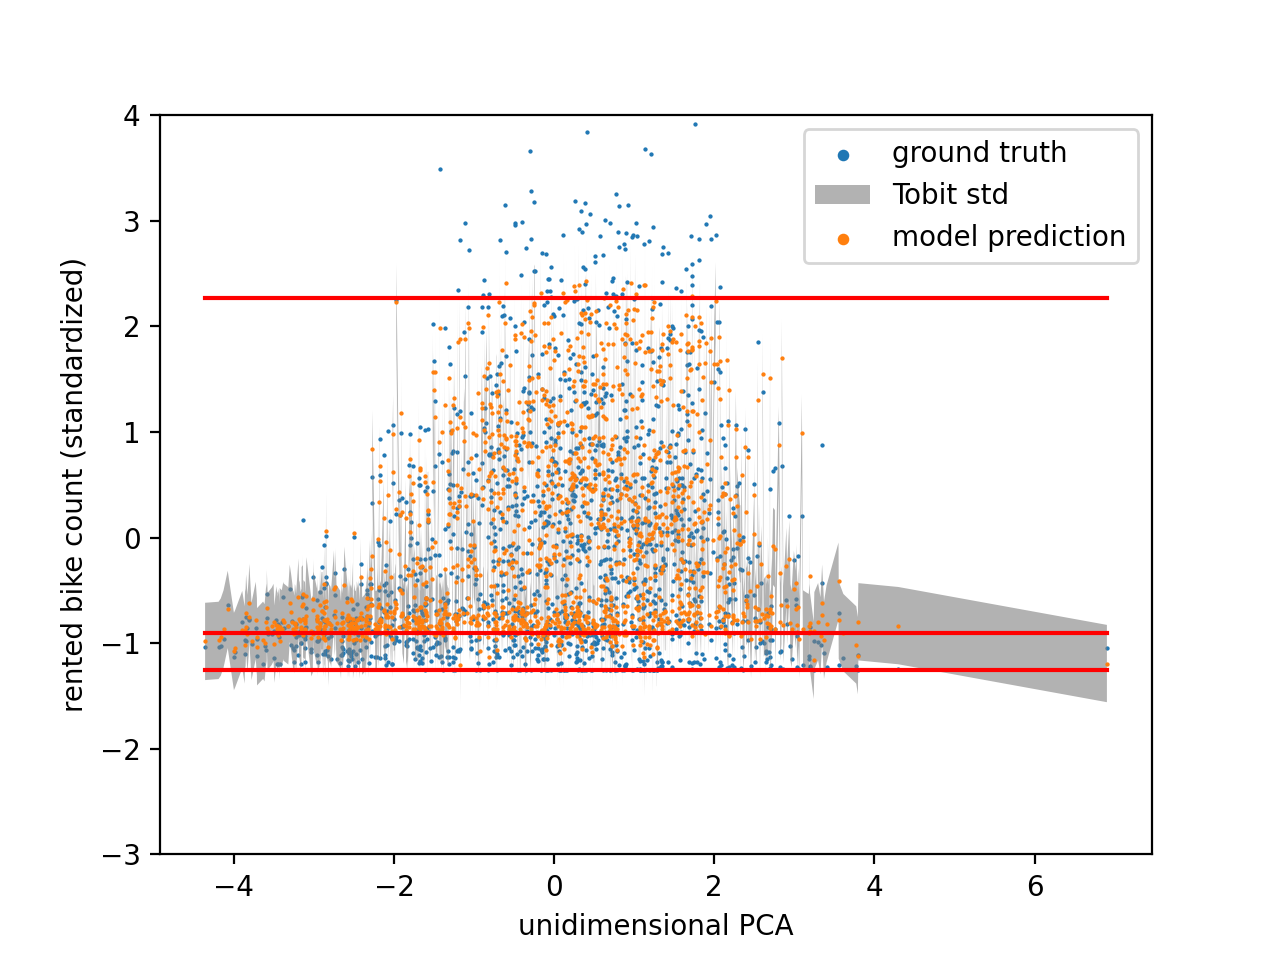 4
3
2
1
0
−1
−2
−3
rented bike count (standardized)
ground truth
Tobit std
model prediction
−4
−2
0
2
4
6
unidimensional PCA